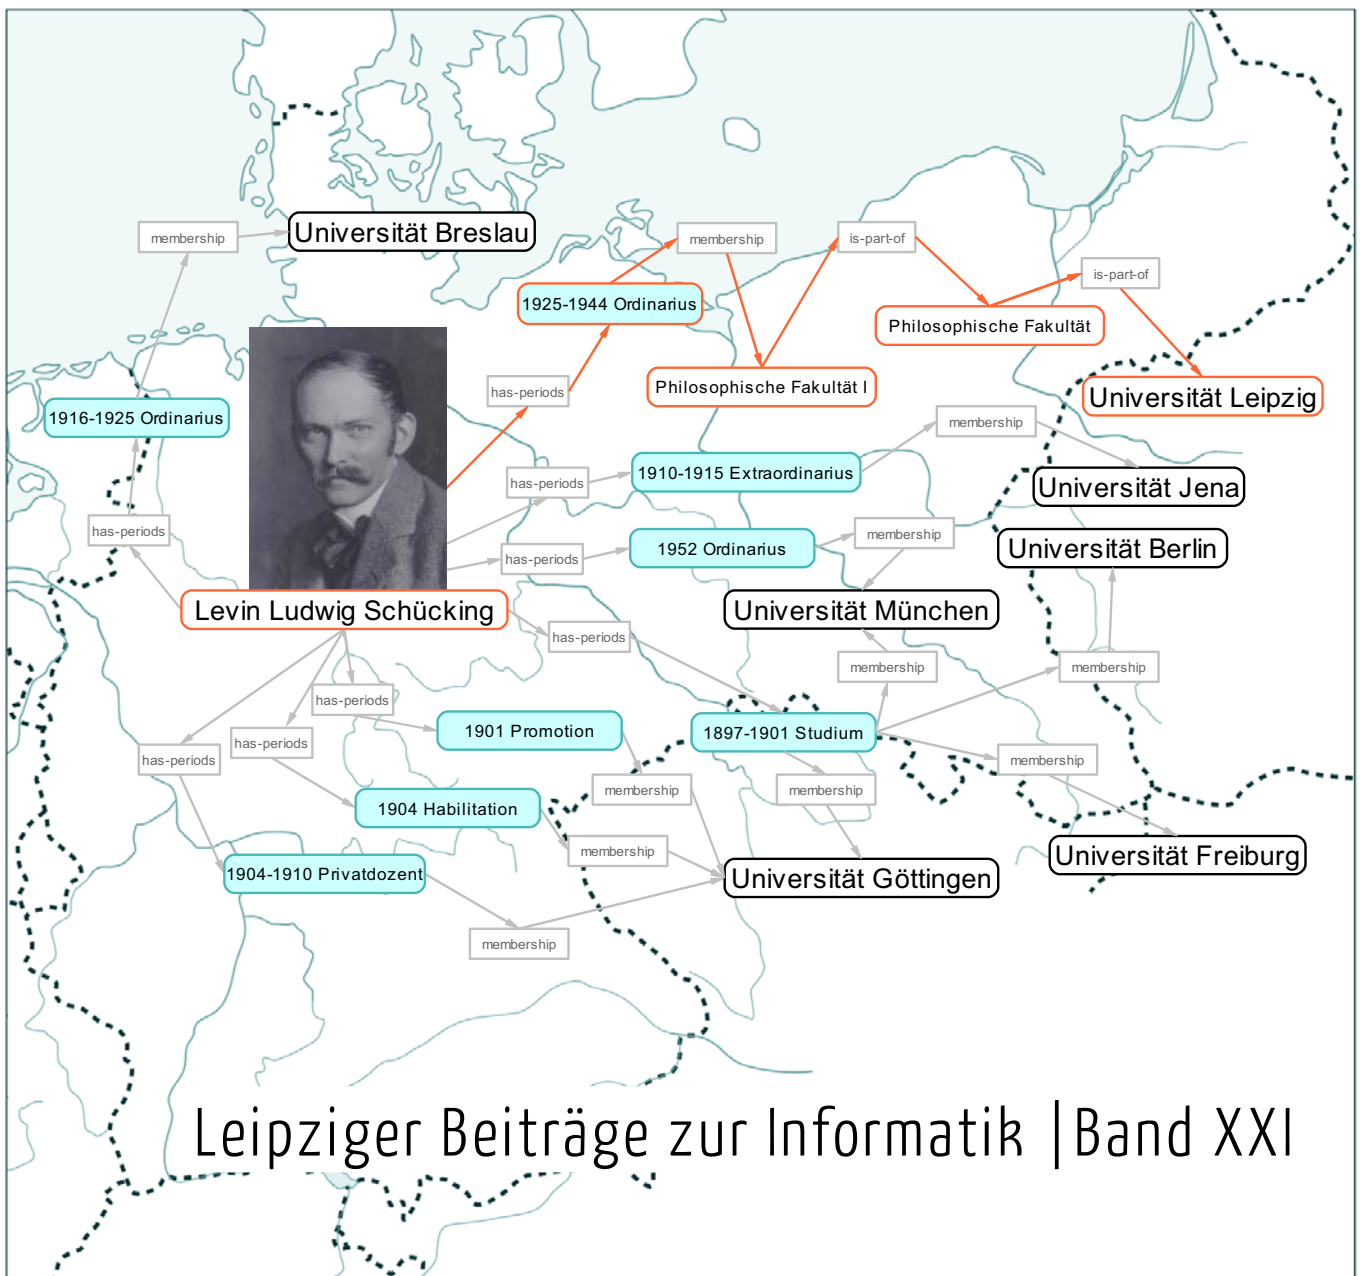 membership
Universität Breslau
membership
is-part-of
is-part-of
1925-1944 Ordinarius
Philosophische Fakultät
has-periods
Philosophische Fakultät I
Universität Leipzig
1916-1925 Ordinarius
membership
has-periods
1910-1915 Extraordinarius
Universität Jena
has-periods
membership
has-periods
1952 Ordinarius
Universität Berlin
Levin Ludwig Schücking
Universität München
has-periods
membership
membership
has-periods
1901 Promotion
1897-1901 Studium
has-periods
has-periods
membership
membership
membership
1904 Habilitation
membership
Universität Freiburg
1904-1910 Privatdozent
Universität Göttingen
membership
Leipziger Beiträge zur Informatik | Band XXI